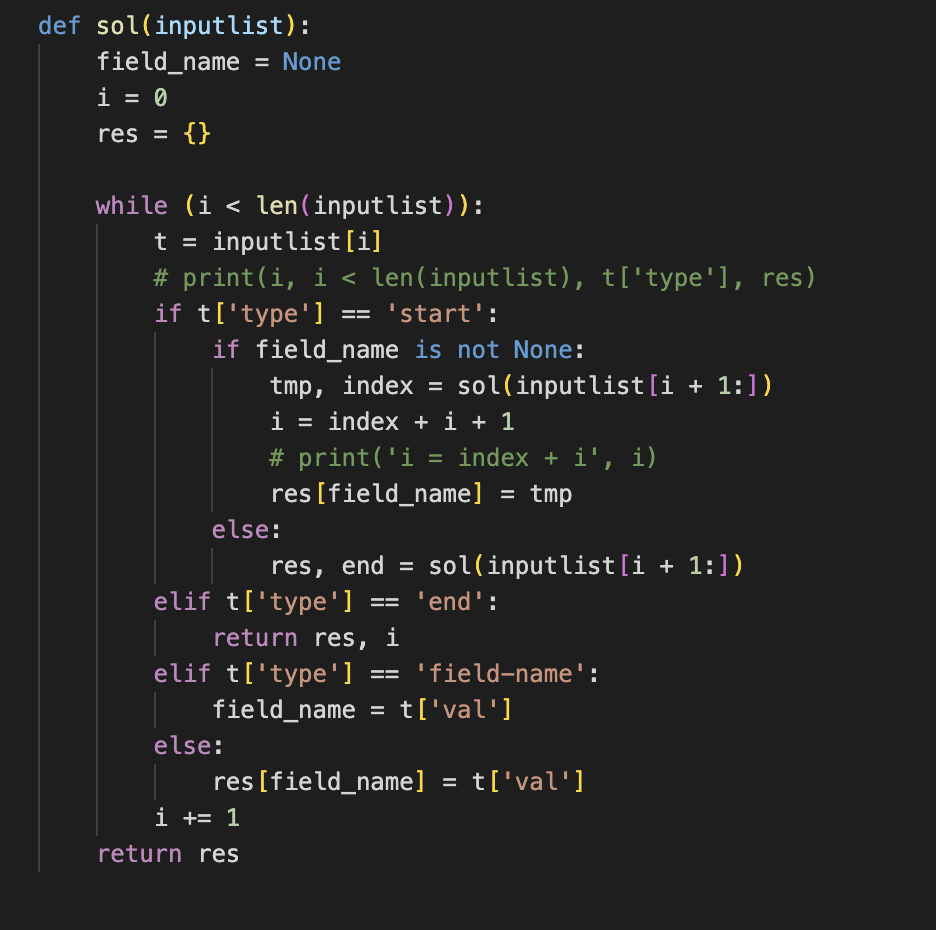 def sol(inputlist):
    field_name = None
    i = 0
    res = {}

    while (i < len(inputlist)):
        t = inputlist[i]
        # print(i, i < len(inputlist), t['type'], res)
        if t['type'] == 'start':
            if field_name is not None:
                tmp, index = sol(inputlist[i + 1:])
                i = index + i + 1
                # print('i = index + i', i)
                res[field_name] = tmp
            else:
                res, end = sol(inputlist[i + 1:])
        elif t['type'] == 'end':
            return res, i
        elif t['type'] == 'field-name':
            field_name = t['val']
        else:
            res[field_name] = t['val']
        i += 1
    return res